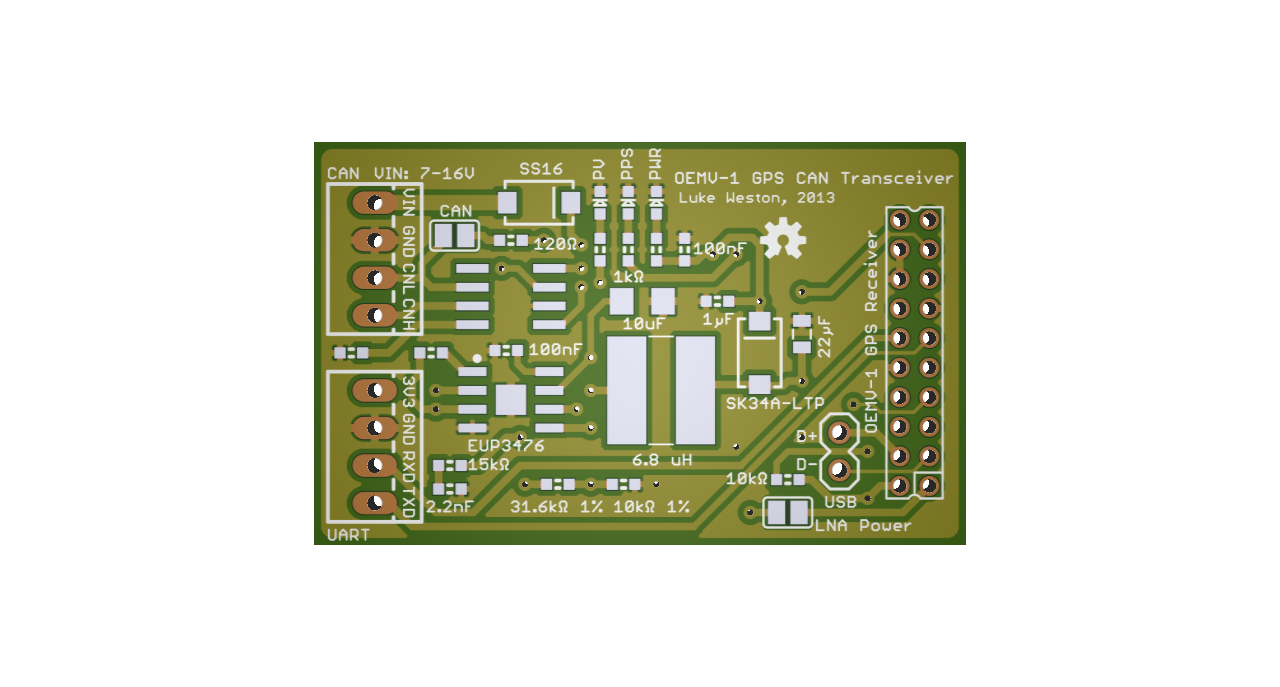 CAN VIN: 7-16V
SS16
PV
PPS
PWR
OEMV-1 GPS CAN Transceiver
Luke Weston, 2013
VIN GND CNL CNH
CAN
120Ω
100nF
1kΩ
10uF
1µF
22µF
OEMV-1 GPS Receiver
100nF
SK34A-LTP
3V3 GND RXD TXD
EUP3476
6.8 uH
D+
D-
15kΩ
2.2nF
31.6kΩ 1% 10kΩ 1%
10kΩ
USB
LNA Power
UART